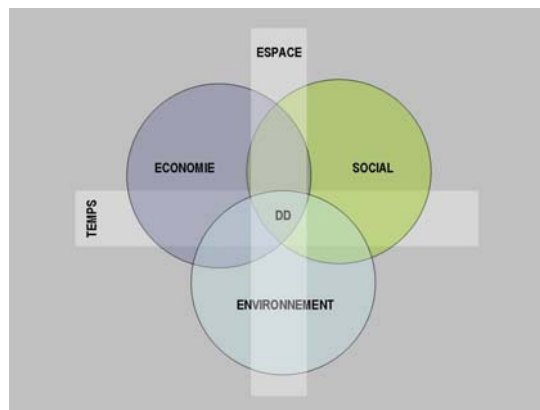 ESPACE
ECONOMIE
SOCIAL
TEMPS
DD
ENVIRONNEMENT